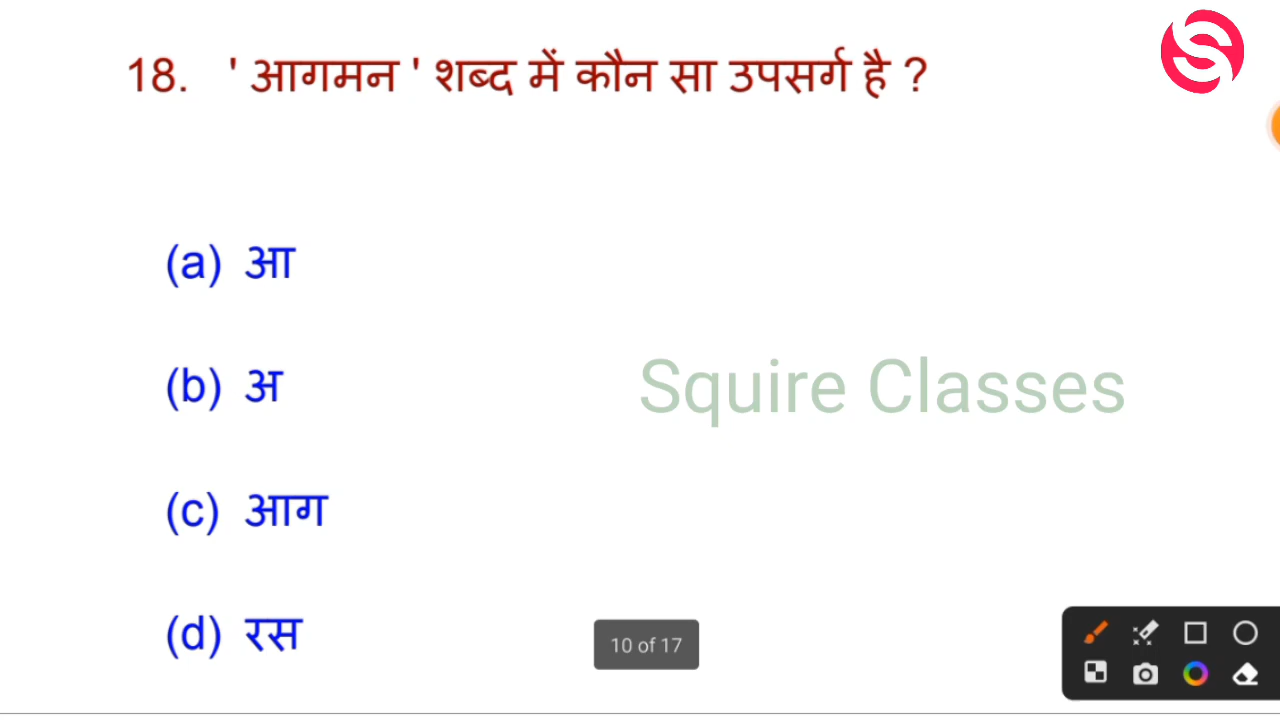 18. ' आगमन ' शब्द में कौन सा उपसर्ग है ?
(a) आ
(b) अ
Squire Classes
(c) आग
(d) रस
10 of 17